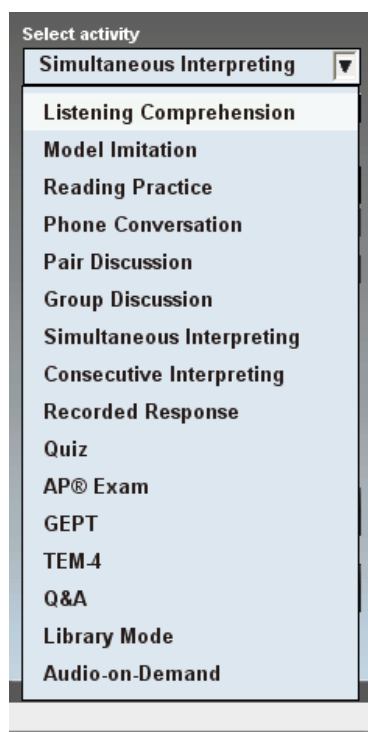 Select activity
Simultaneous Interpreting
Listening Comprehension
Model Imitation
Reading Practice
Phone Conversation
Pair Discussion
Group Discussion
Simultaneous Interpreting
Consecutive Interpreting
Recorded Response
Quiz
AP® Exam
GEPT
TEM-4
Q&A
Library Mode
Audio-on-Demand